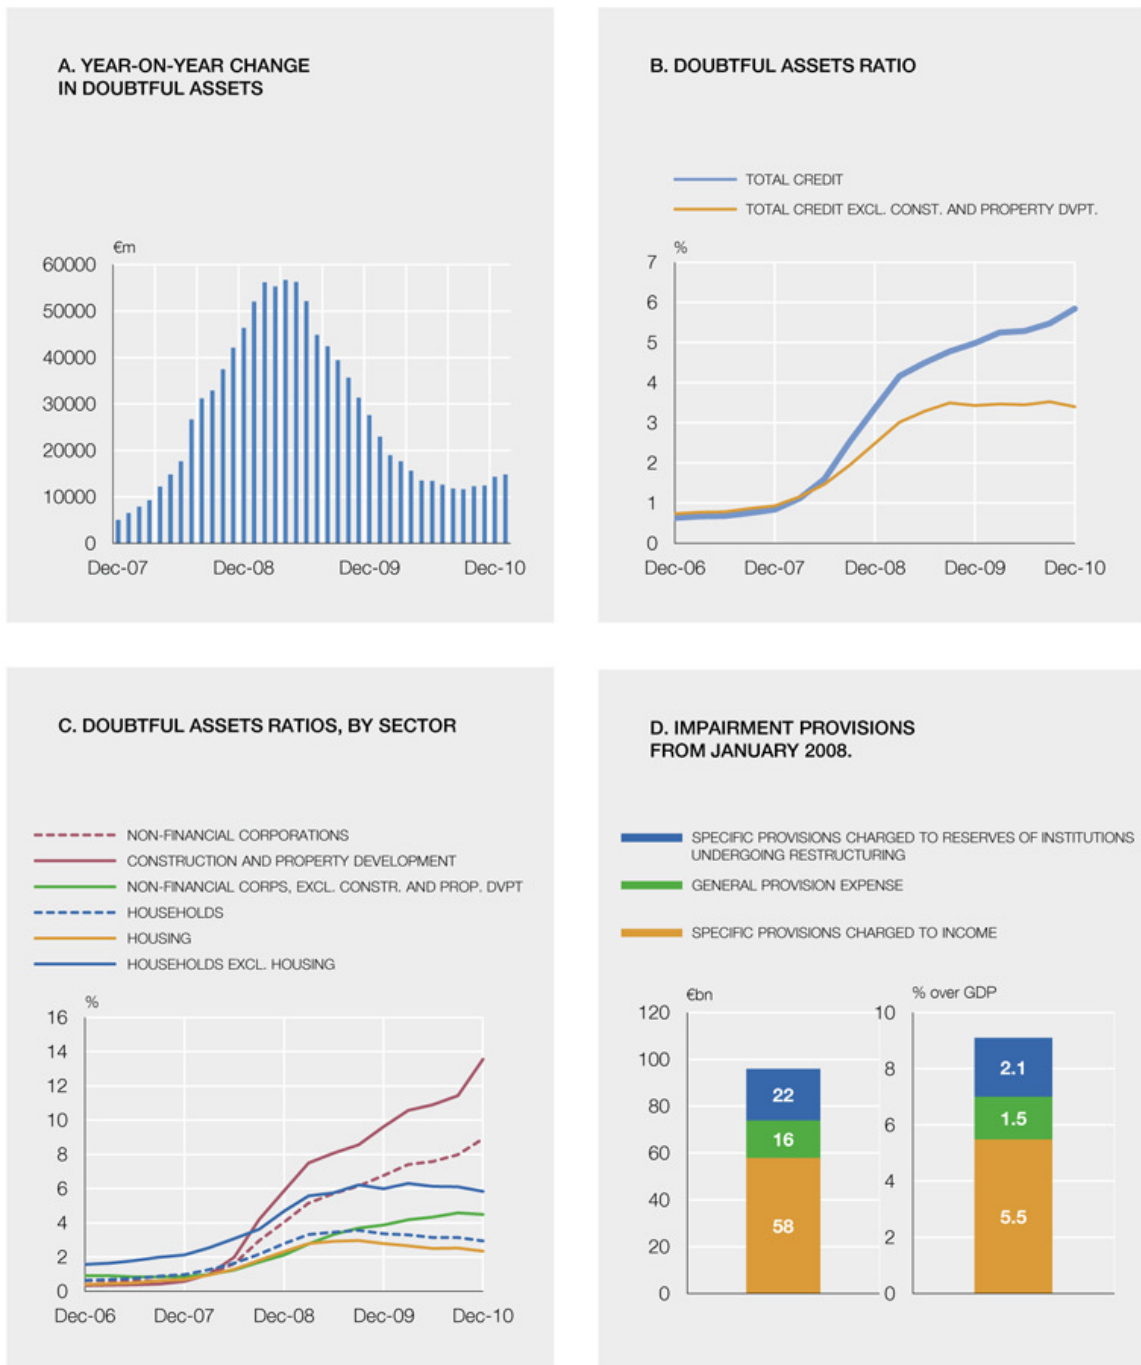 A. YEAR-ON-YEAR CHANGE
IN DOUBTFUL ASSETS
€m
60000
50000
40000
30000
20000
10000
0
Dec-07 Dec-08 Dec-09 Dec-10
B. DOUBTFUL ASSETS RATIO
TOTAL CREDIT
TOTAL CREDIT EXCL. CONST. AND PROPERTY DVPT.
%
7
6
5
4
3
2
1
0
Dec-06 Dec-07 Dec-08 Dec-09 Dec-10
C. DOUBTFUL ASSETS RATIOS, BY SECTOR
NON-FINANCIAL CORPORATIONS
CONSTRUCTION AND PROPERTY DEVELOPMENT
NON-FINANCIAL CORPS, EXCL. CONSTR. AND PROP. DVPT
HOUSEHOLDS
HOUSING
HOUSEHOLDS EXCL. HOUSING
%
16
14
12
10
8
6
4
2
0
Dec-06 Dec-07 Dec-08 Dec-09 Dec-10
D. IMPAIRMENT PROVISIONS
FROM JANUARY 2008.
SPECIFIC PROVISIONS CHARGED TO RESERVES OF INSTITUTIONS
UNDERGOING RESTRUCTURING
GENERAL PROVISION EXPENSE
SPECIFIC PROVISIONS CHARGED TO INCOME
€bn
120
100
80
60
40
20
0
22
16
58
% over GDP
10
8
6
4
2
0
2.1
1.5
5.5